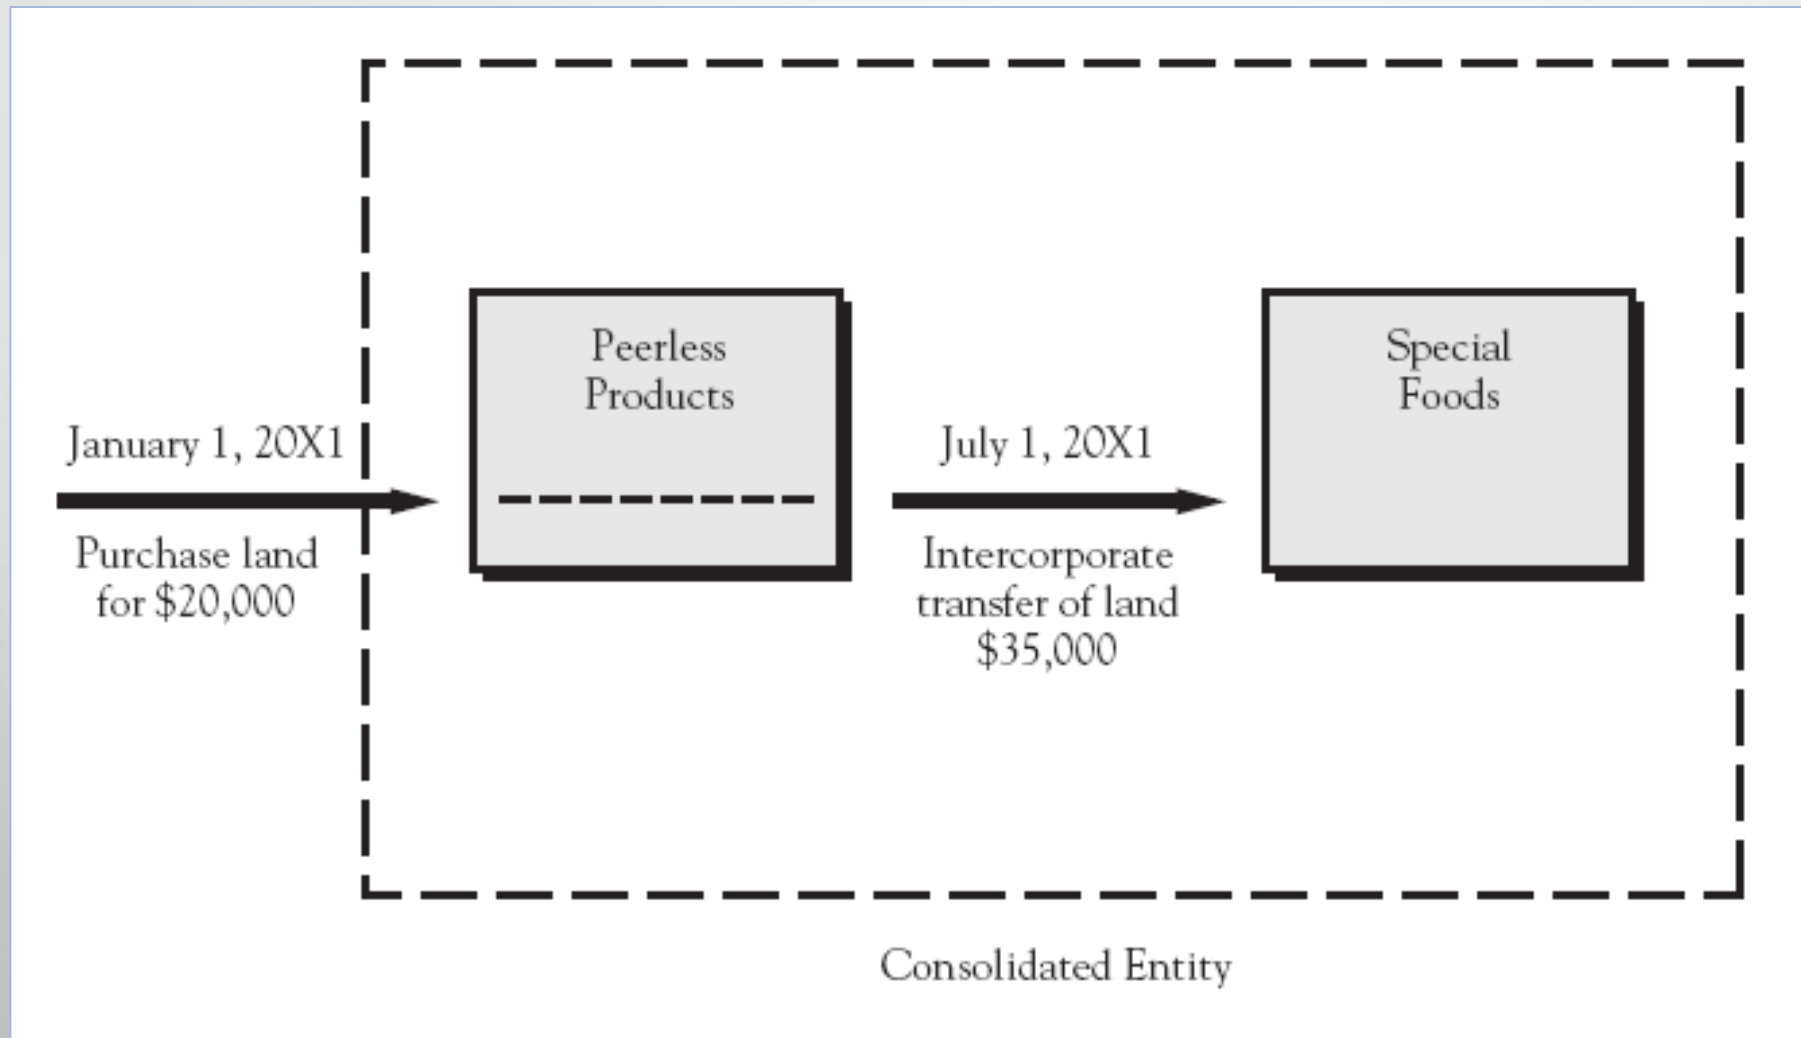 Peerless
Products
Special
Foods
January 1, 20X1
Purchase land
for $20,000
July 1, 20X1
Intercorporate
transfer of land
$35,000
Consolidated Entity